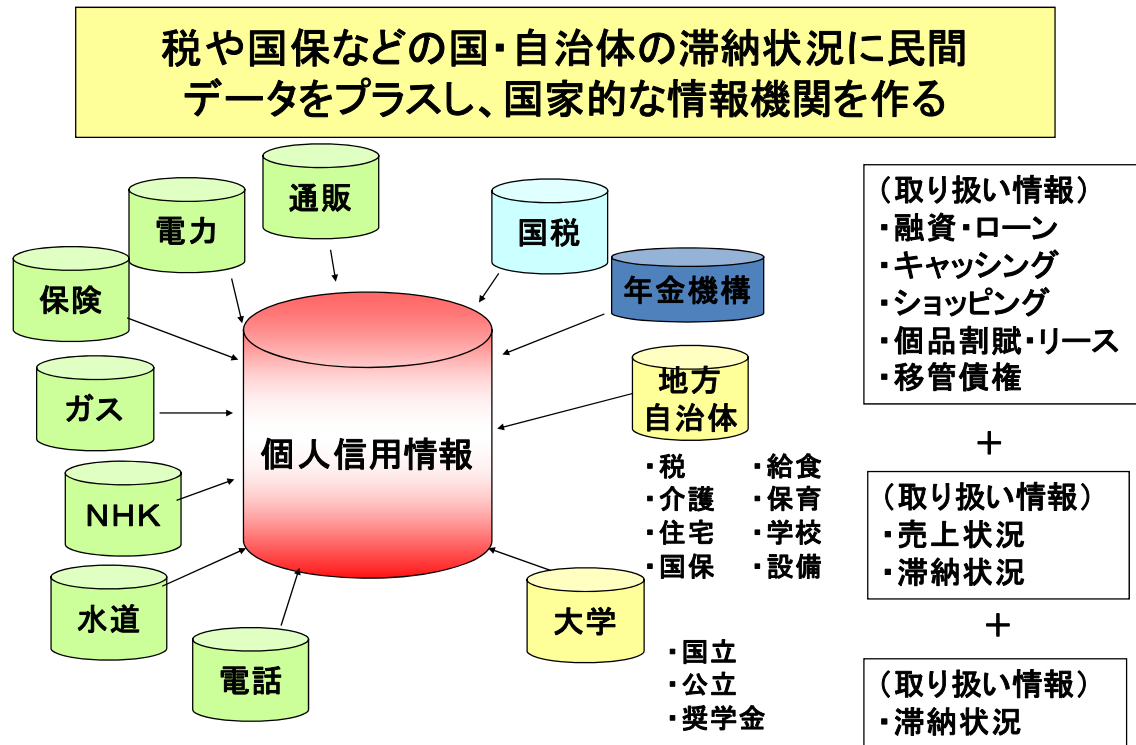 税や国保などの国・自治体の滞納状況に民間
データをプラスし、国家的な情報機関を作る
通販
電力
保険
ガス
NHK
水道
電話
国税
年金機構
地方
自治体
・税
・介護
・住宅
・国保
・給食
・保育
・学校
・設備
大学
・国立
・公立
・奨学金
個人信用情報
（取り扱い情報）
・融資・ローン
・キャッシング
・ショッピング
・個品割賦・リース
・移管債権
＋
（取り扱い情報）
・売上状況
・滞納状況
＋
（取り扱い情報）
・滞納状況